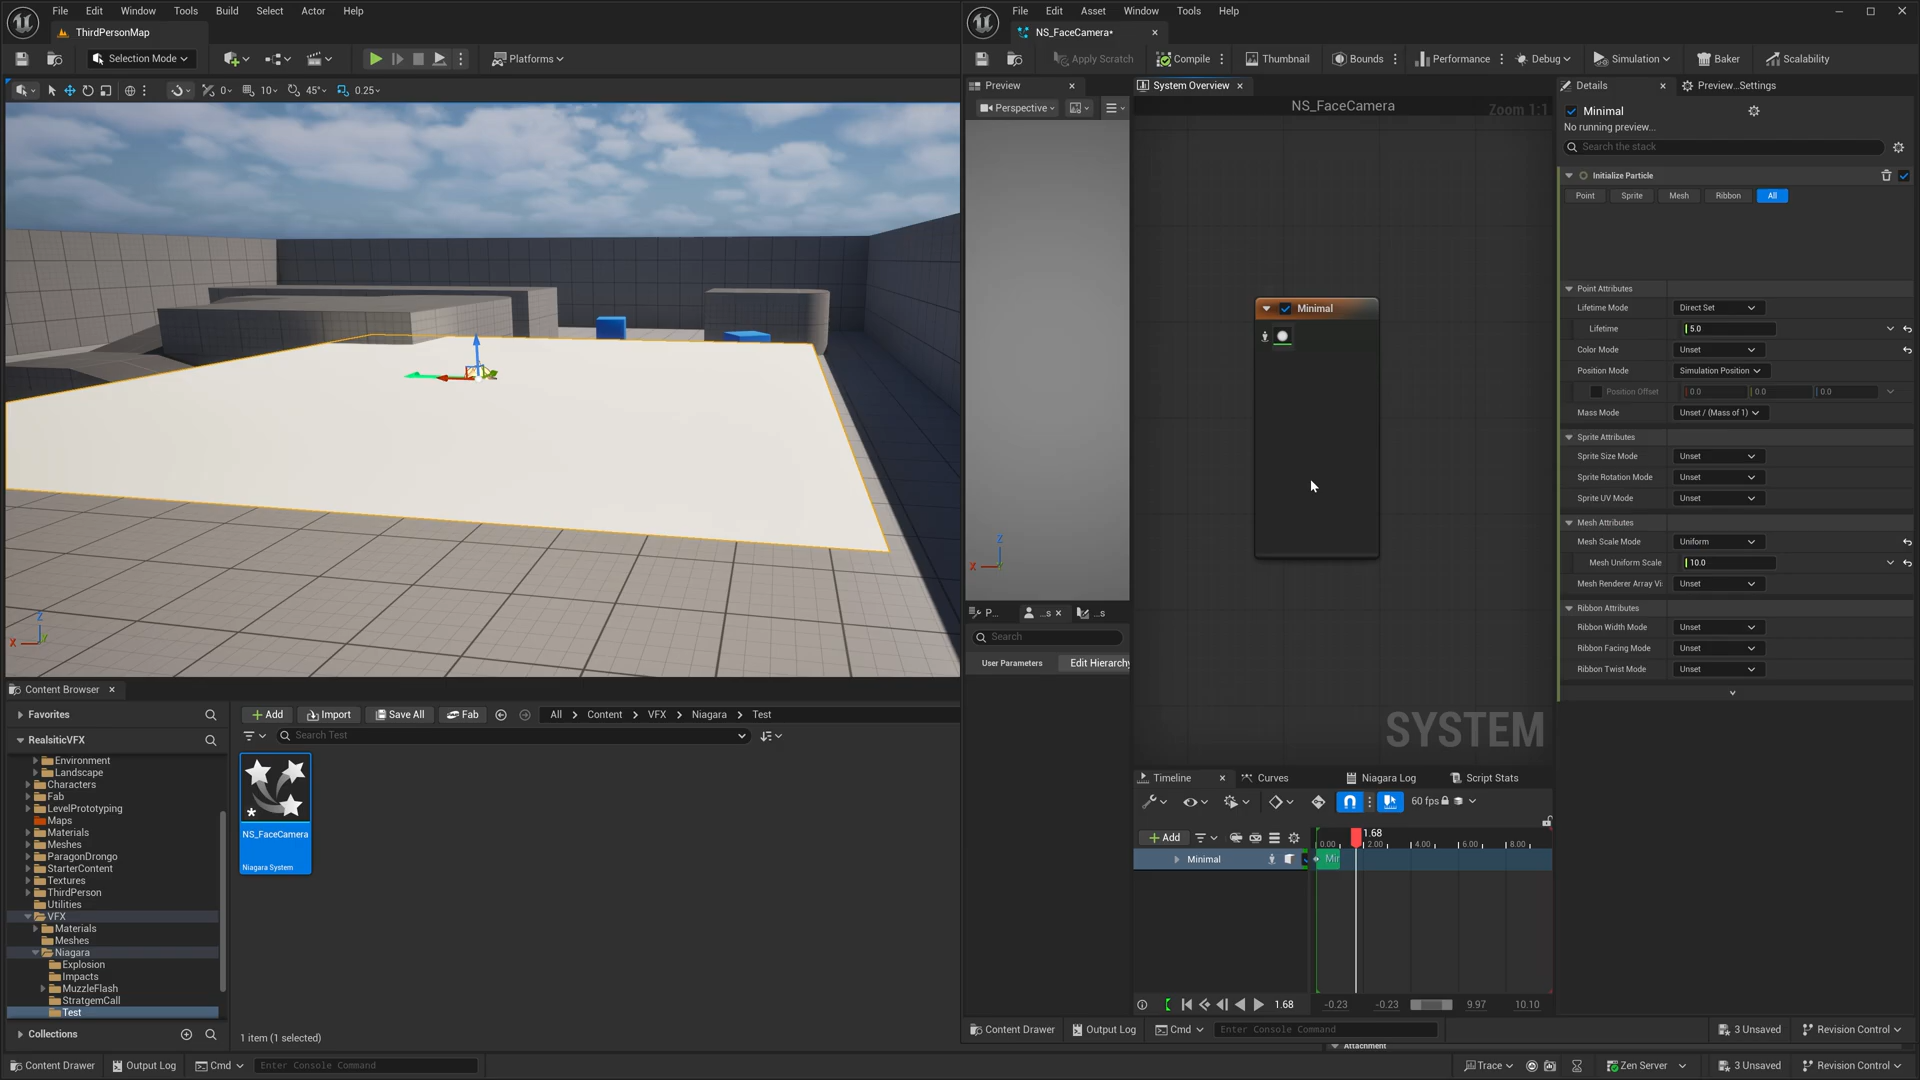 File Edit Window Tools Build Select Actor Help
ThirdPersonMap
Selection Mode
Platforms
0° 10 45° 0.25
Z
X Y
Content Browser
Favorites
RealsiticVFX
Environment
Landscape
Characters
Fab
LevelPrototyping
Maps
Materials
Meshes
ParagonDrongo
StarterContent
Textures
ThirdPerson
Utilities
VFX
Materials
Meshes
Niagara
Explosion
Impacts
MuzzleFlash
StratgemCall
Test
Collections
Add Import Save All Fab All Content VFX Niagara Test
Search Test
NS_FaceCamera
Niagara System
1 item (1 selected)
Content Drawer Output Log Cmd Enter Console Command
File Edit Asset Window Tools Help
NS_FaceCamera*
Apply Scratch Compile Thumbnail Bounds Performance Debug Simulation Baker Scalability
Preview
Perspective
Z
X
P... ...s ...s
Search
User Parameters Edit Hierarchy
System Overview
NS_FaceCamera
Zoom 1:1
Minimal
SYSTEM
Timeline Curves Niagara Log Script Stats
60 fps
Add
1.68
0.00 2.00 4.00 6.00 8.00
Minimal
Mir
1.68 -0.23 -0.23 9.97 10.10
Details Preview...Settings
Minimal
No running preview...
Search the stack
Initialize Particle
Point Sprite Mesh Ribbon All
Point Attributes
Lifetime Mode Direct Set
Lifetime 5.0
Color Mode Unset
Position Mode Simulation Position
Position Offset 0.0 0.0 0.0
Mass Mode Unset / (Mass of 1)
Sprite Attributes
Sprite Size Mode Unset
Sprite Rotation Mode Unset
Sprite UV Mode Unset
Mesh Attributes
Mesh Scale Mode Uniform
Mesh Uniform Scale 10.0
Mesh Renderer Array Vi: Unset
Ribbon Attributes
Ribbon Width Mode Unset
Ribbon Facing Mode Unset
Ribbon Twist Mode Unset
Content Drawer Output Log Cmd Enter Console Command 3 Unsaved Revision Control
Attachment
Trace Zen Server 3 Unsaved Revision Control